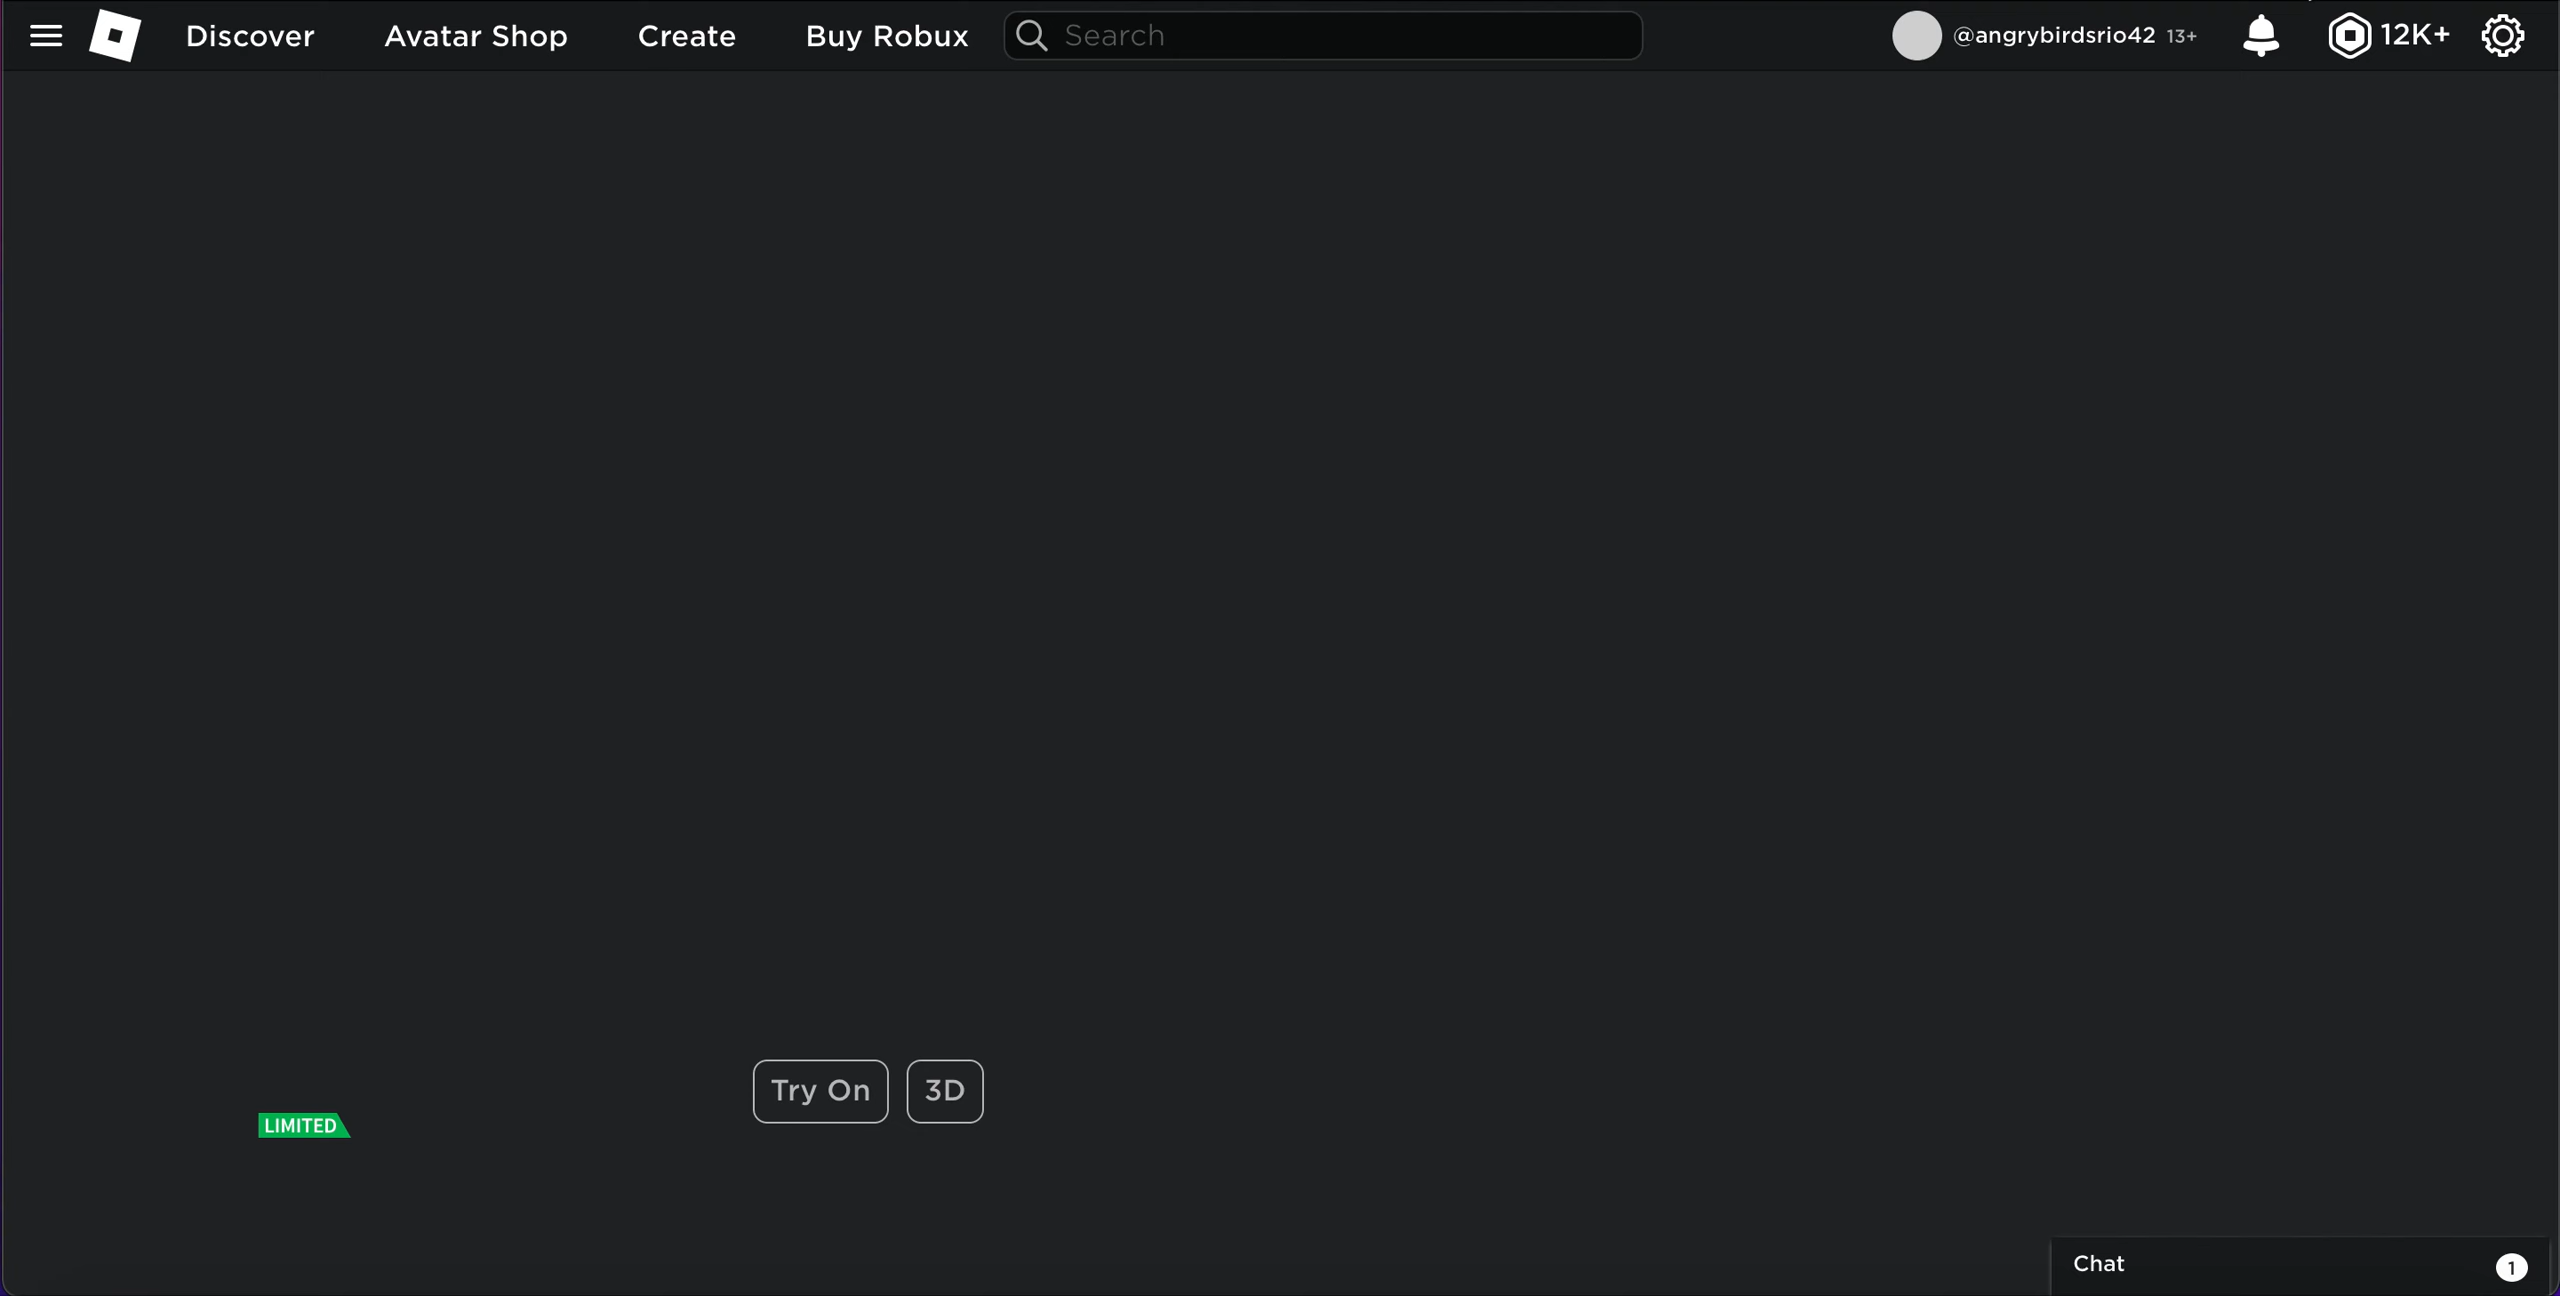 Discover Avatar Shop Create Buy Robux Search @angrybirdsrio42 13+ 12K+
Try On 3D
LIMITED
Chat 1